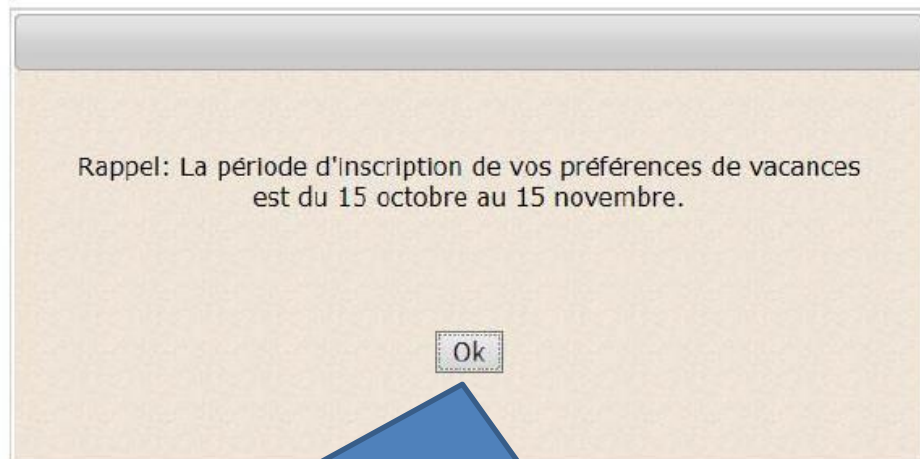 Rappel: La période d'inscription de vos préférences de vacances
est du 15 octobre au 15 novembre.
Ok